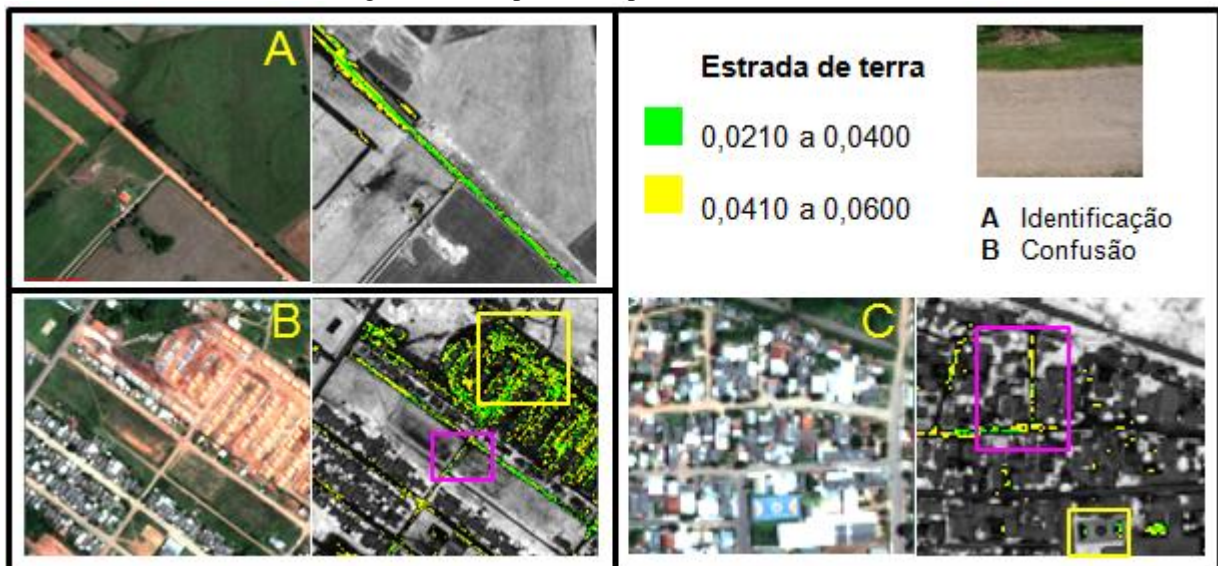 A
Estrada de terra
0,0210 a 0,0400
0,0410 a 0,0600
A Identificação
B Confusão
B
C